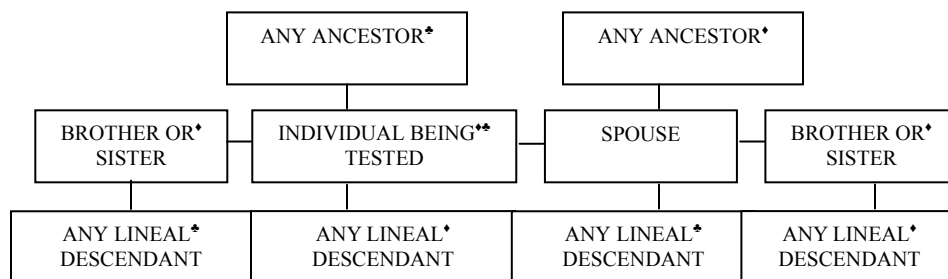 ANY ANCESTOR♣
ANY ANCESTOR♦
BROTHER OR♦
SISTER
INDIVIDUAL BEING♦♣
TESTED
SPOUSE
BROTHER OR♦
SISTER
ANY LINEAL♣
DESCENDANT
ANY LINEAL♦
DESCENDANT
ANY LINEAL♣
DESCENDANT
ANY LINEAL♦
DESCENDANT